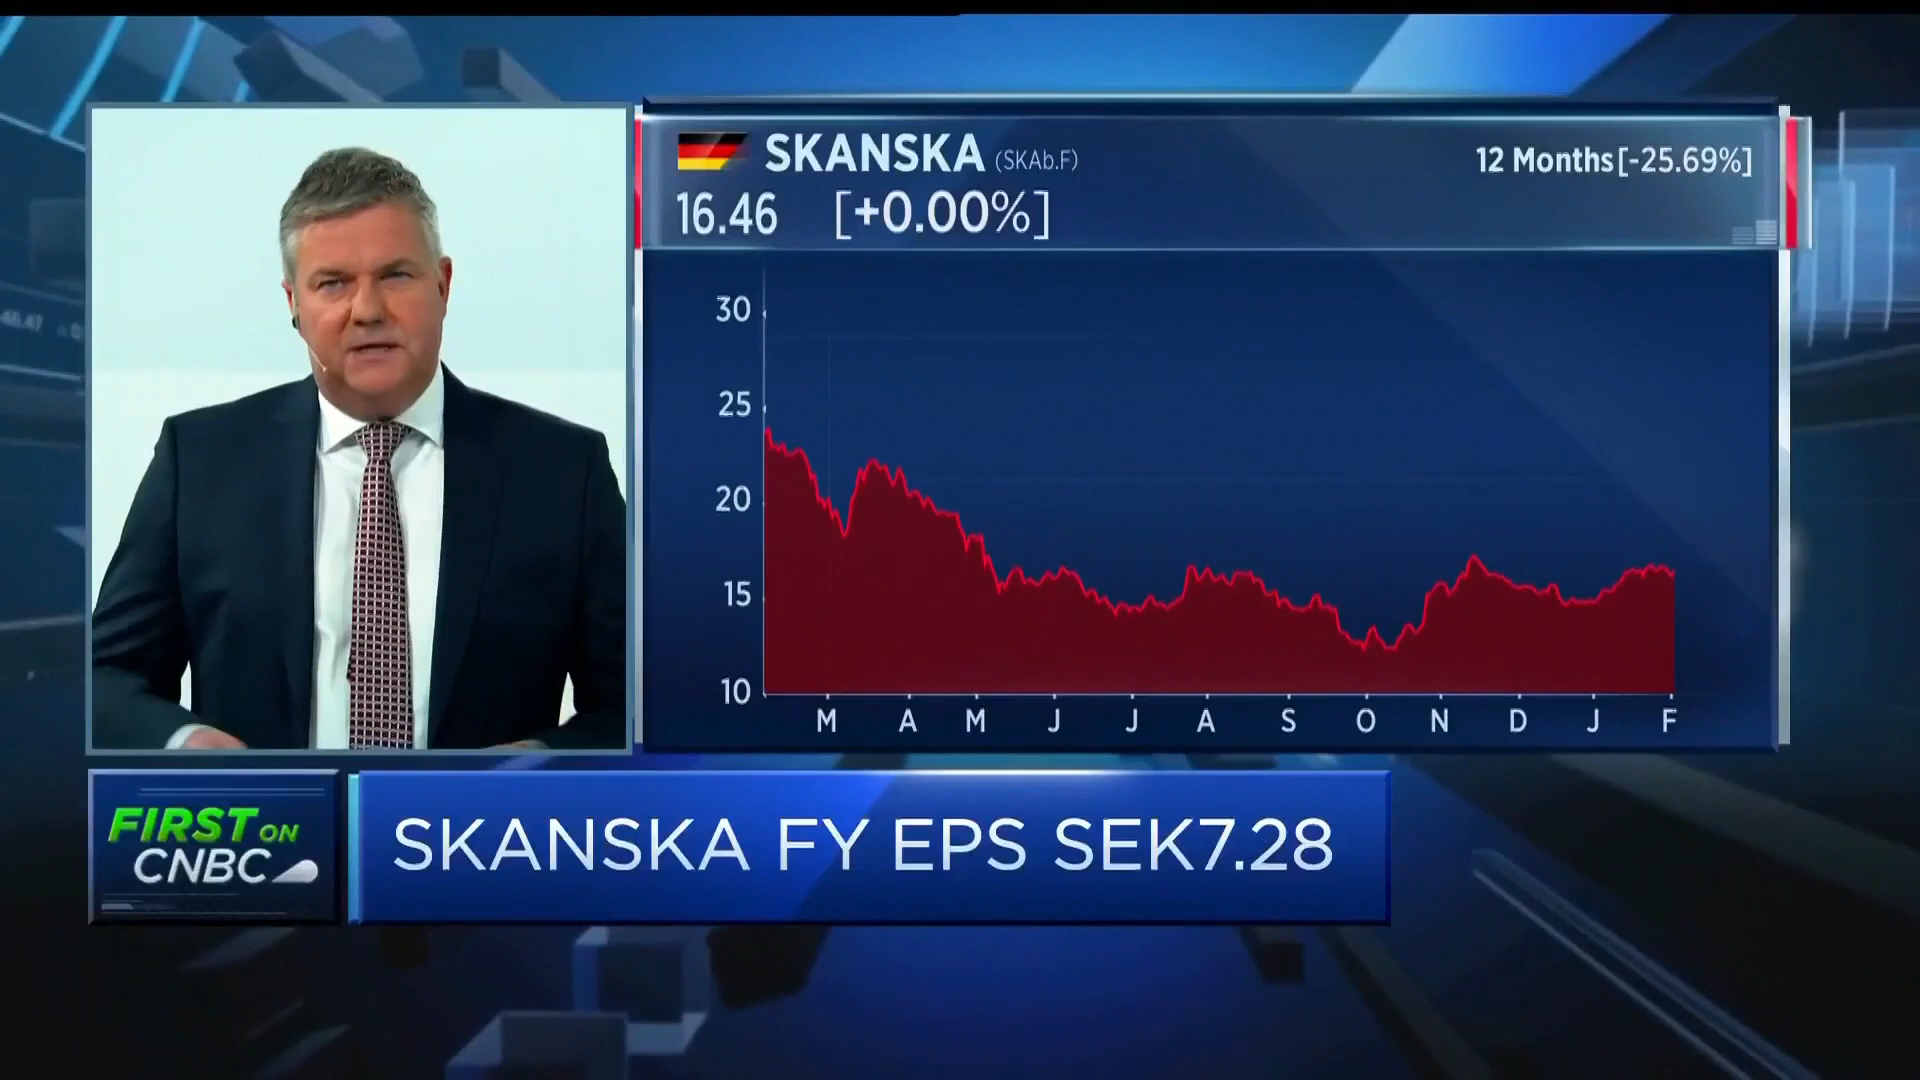 SKANSKA (SKAb.F)
12 Months[-25.69%]
16.46 [+0.00%]
30
25
20
15
10
M A M J J A S O N D J F
FIRST ON
CNBC
SKANSKA FY EPS SEK7.28